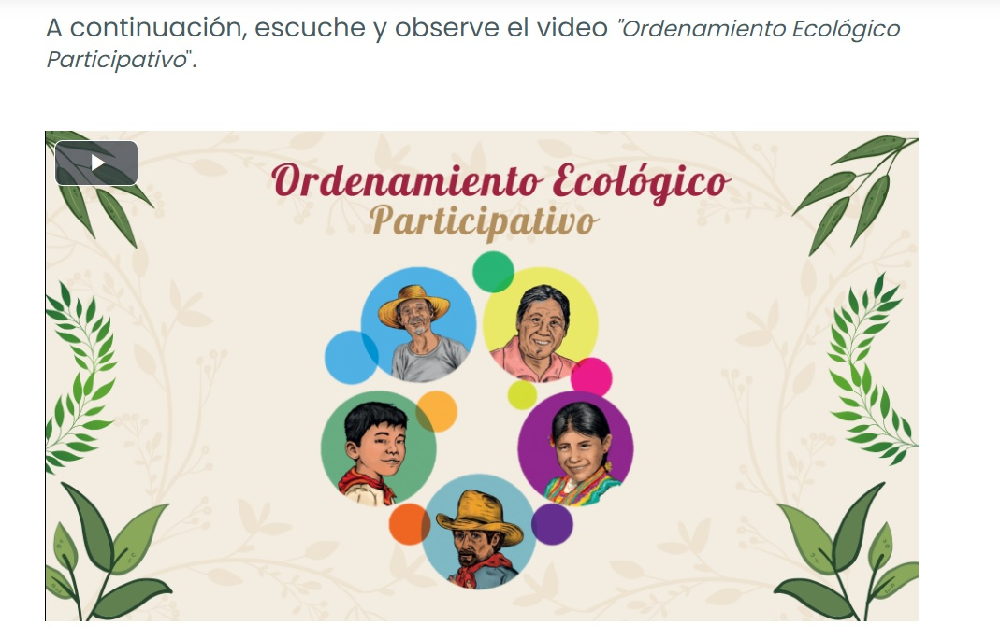 A continuación, escuche y observe el video "Ordenamiento Ecológico
Participativo".
Ordenamiento Ecológico
Participativo